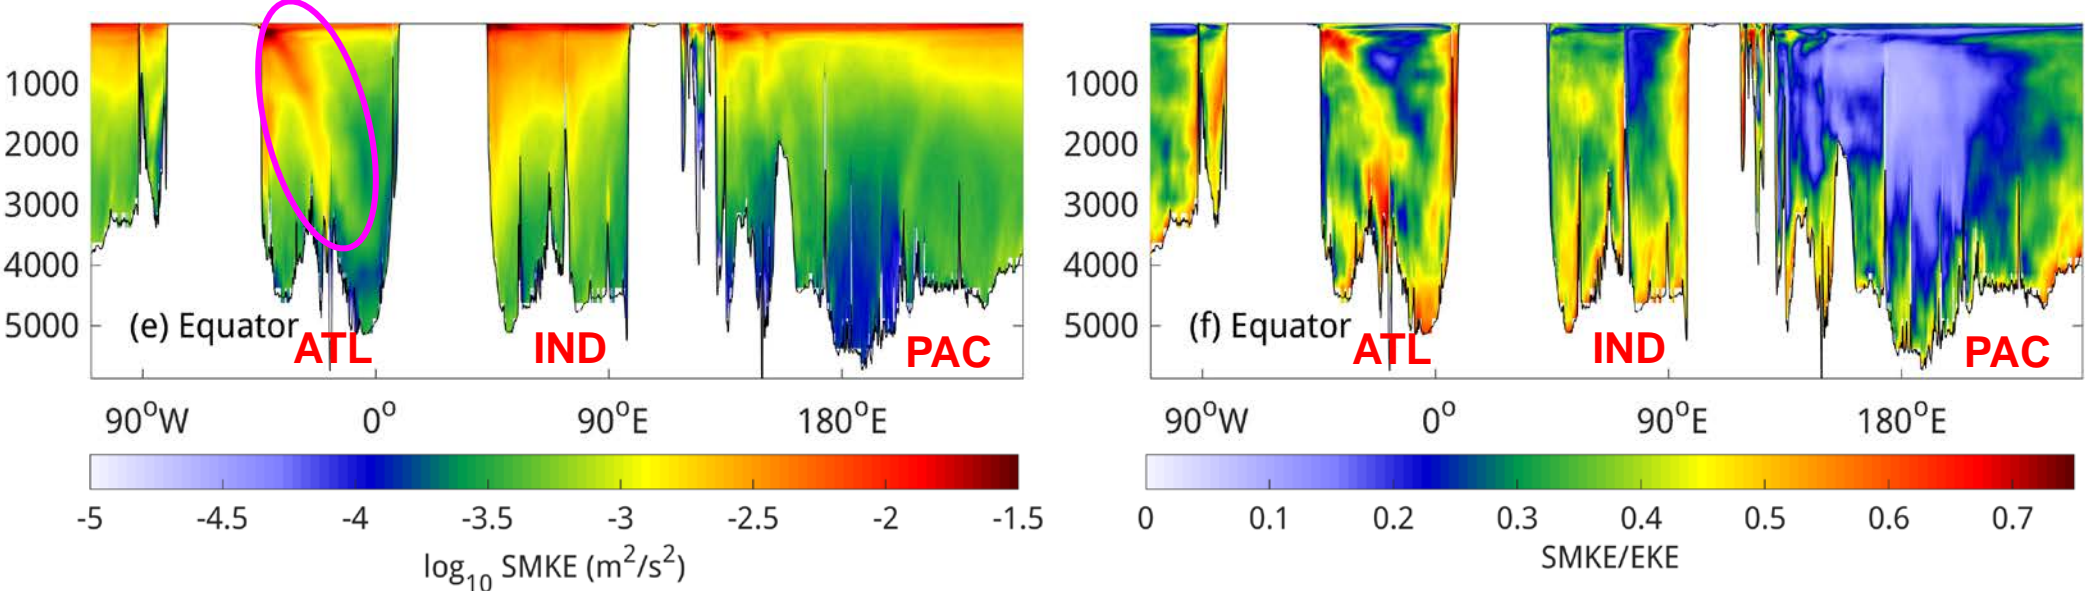 1000
2000
3000
4000
5000
(e) Equator
ATL
IND
PAC
90°W
0°
90°E
180°E
-5
-4.5
-4
-3.5
-3
-2.5
-2
-1.5
log10 SMKE (m2/s2)
1000
2000
3000
4000
5000
(f) Equator
ATL
IND
PAC
90°W
0°
90°E
180°E
0
0.1
0.2
0.3
0.4
0.5
0.6
0.7
SMKE/EKE